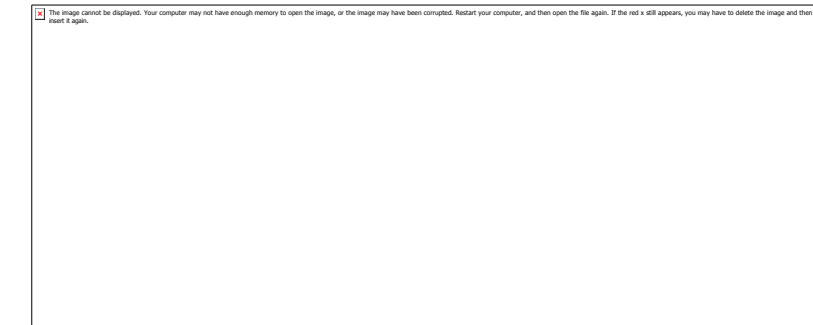 The image cannot be displayed. Your computer may not have enough memory to open the image, or the image may have been corrupted. Restart your computer, and then open the file again. If the red x still appears, you may have to delete the image and then
insert it again.